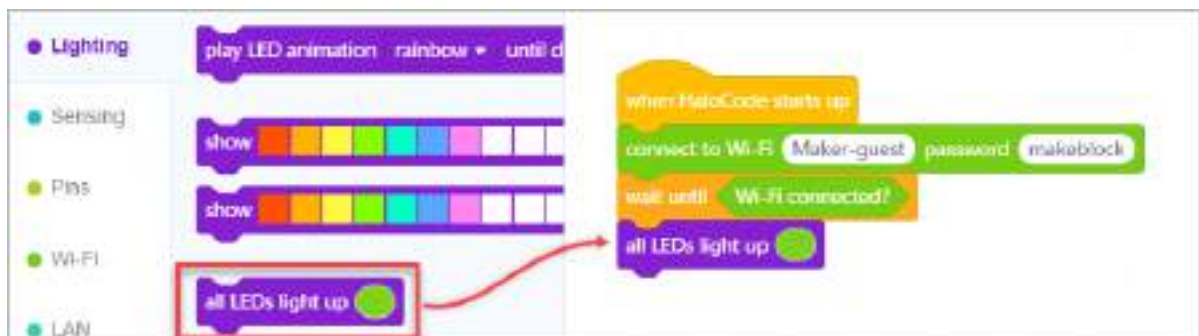 Lighting
Sensing
Pins
Wi-Fi
LAN
play LED animation rainbow until d
show
show
all LEDs light up
when HaloCode starts up
connect to Wi-Fi Maker-guest password makeblock
wait until Wi-Fi connected?
all LEDs light up